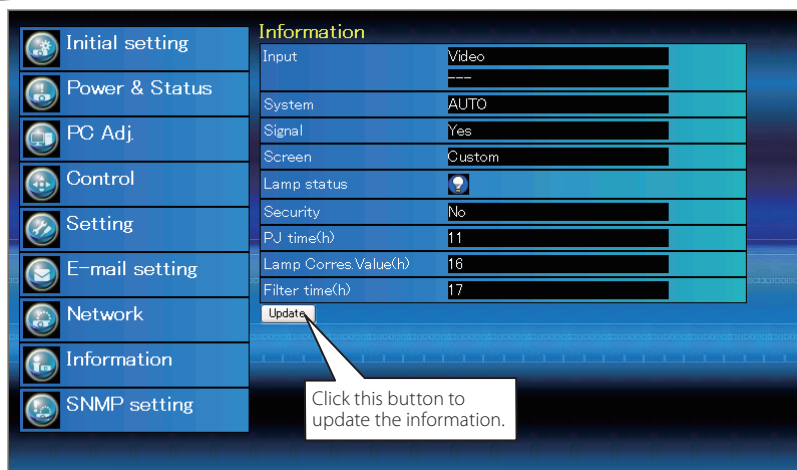 Initial setting
Power & Status
PC Adj.
Control
Setting
E-mail setting
Network
Information
SNMP setting
Information
Input Video
---
System AUTO
Signal Yes
Screen Custom
Lamp status
Security No
PJ time(h) 11
Lamp Corres.Value(h) 16
Filter time(h) 17
Update
Click this button to
update the information.